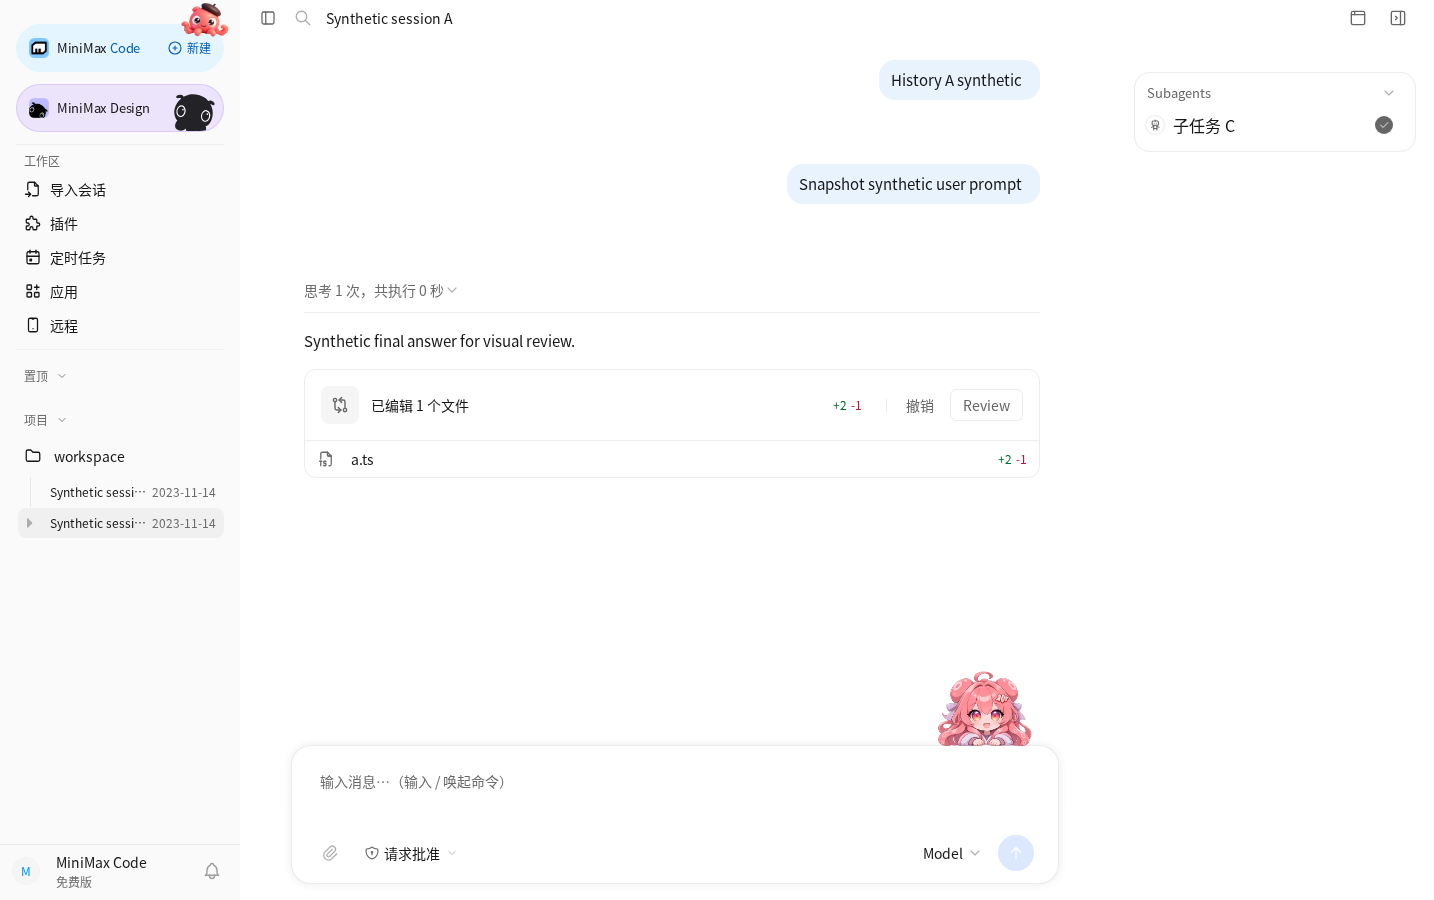 MiniMax Code
新建
MiniMax Design
工作区
导入会话
插件
定时任务
应用
远程
置顶
项目
workspace
Synthetic sessi··· 2023-11-14
Synthetic sessi··· 2023-11-14
M
MiniMax Code
免费版
Synthetic session A
History A synthetic
Snapshot synthetic user prompt
思考 1 次，共执行 0 秒
Synthetic final answer for visual review.
已编辑 1 个文件
+2 -1
撤销
Review
TS
a.ts
+2 -1
输入消息…（输入 / 唤起命令）
请求批准
Model
Subagents
子任务 C